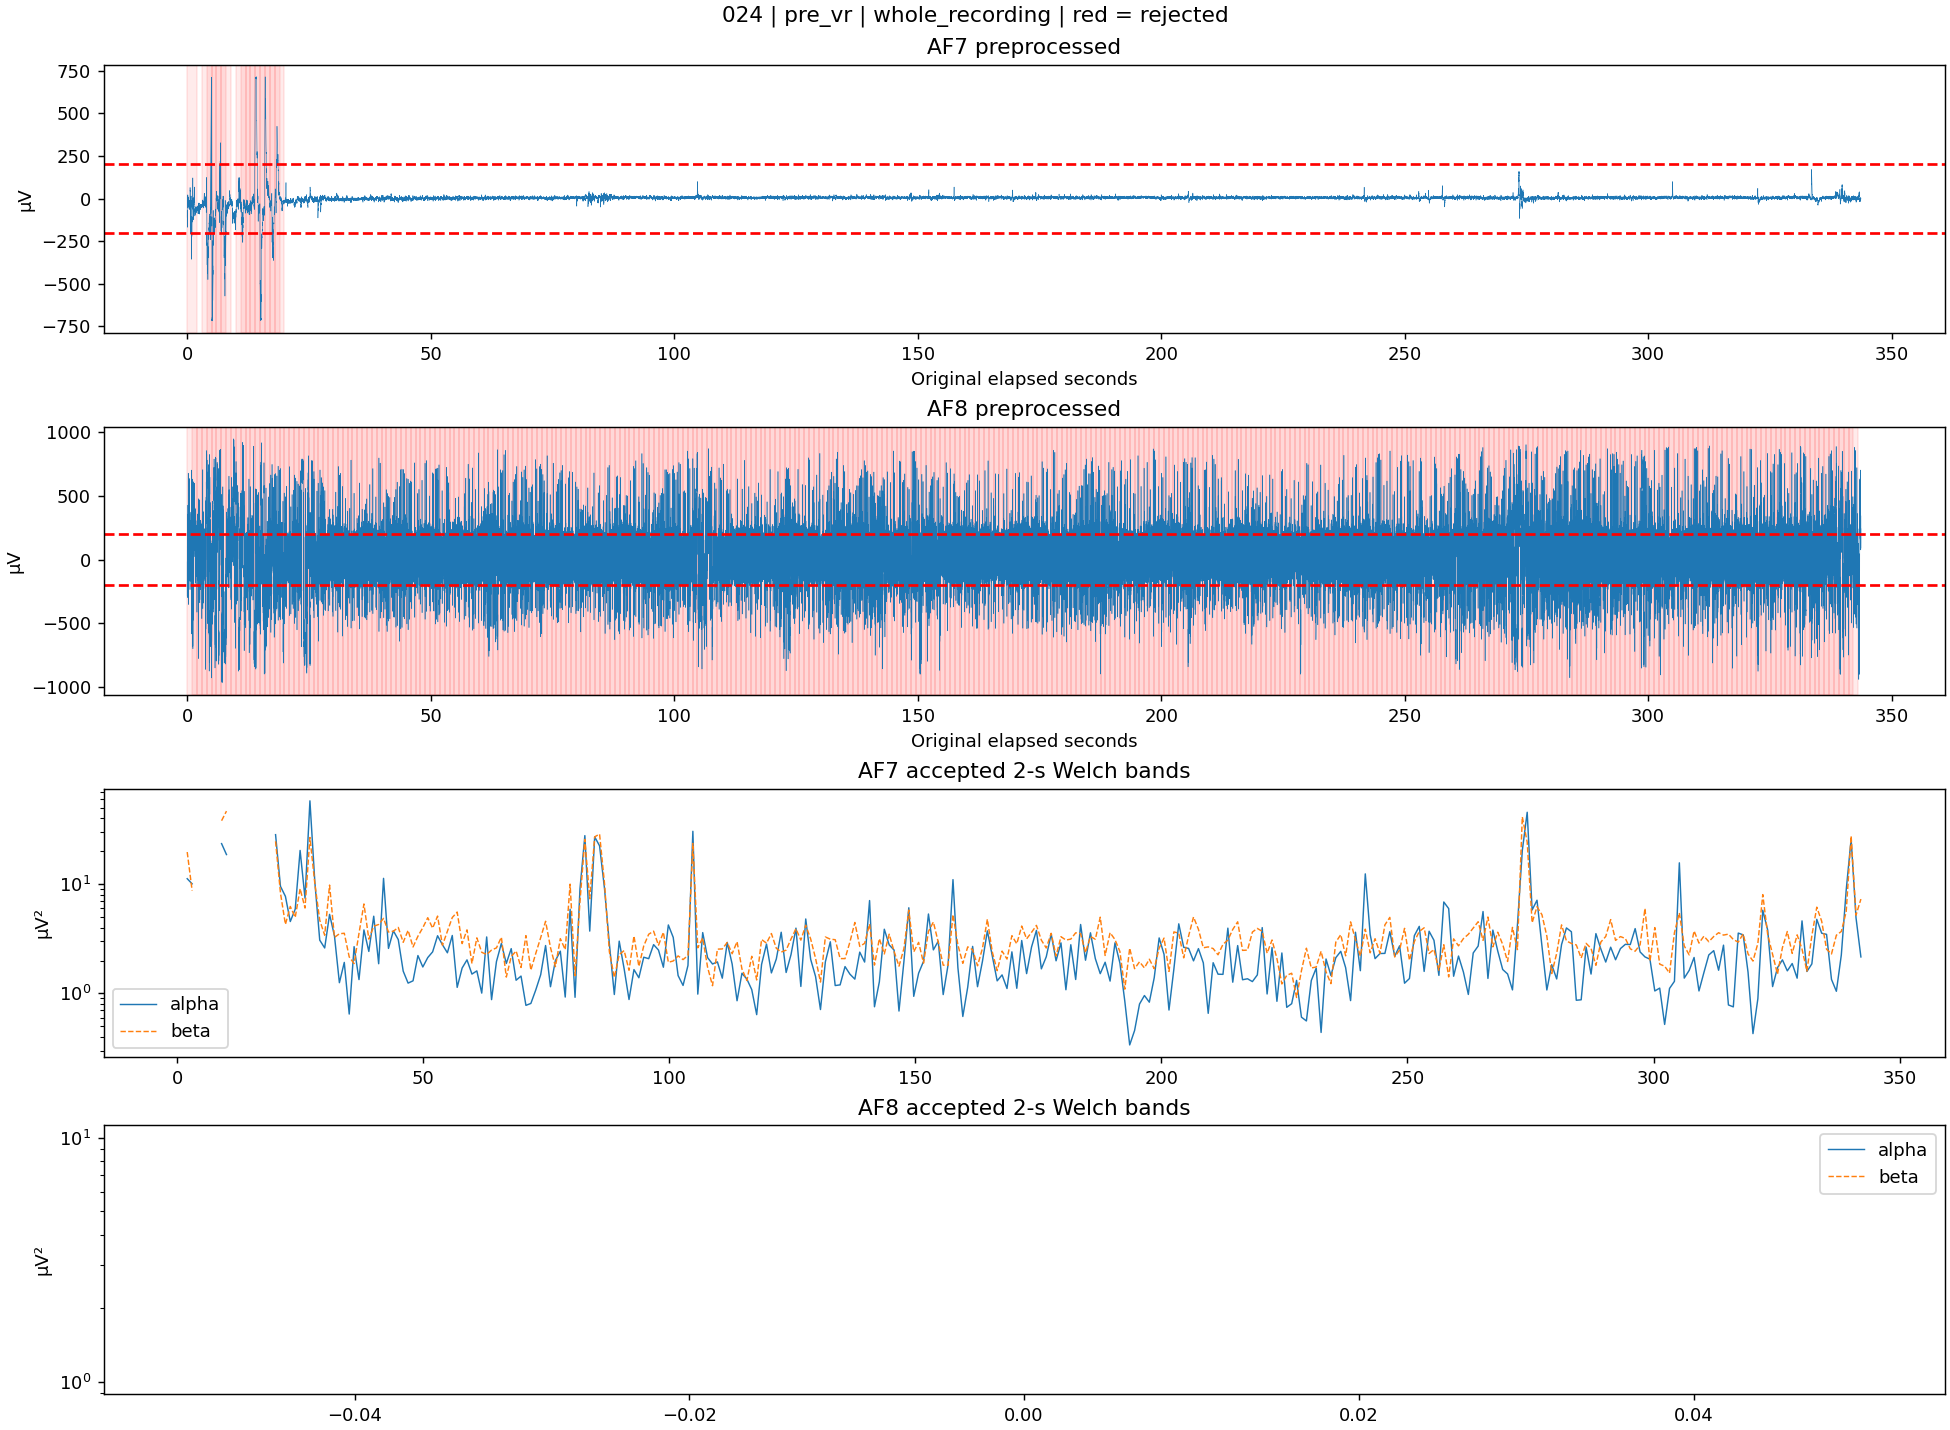 024 | pre_vr | whole_recording | red = rejected
AF7 preprocessed
750
500
250
0
−250
−500
−750
µV
0 50 100 150 200 250 300 350
Original elapsed seconds
AF8 preprocessed
1000
500
0
−500
−1000
µV
0 50 100 150 200 250 300 350
Original elapsed seconds
AF7 accepted 2-s Welch bands
10¹
10⁰
µV²
alpha
beta
0 50 100 150 200 250 300 350
AF8 accepted 2-s Welch bands
10¹
10⁰
µV²
alpha
beta
−0.04 −0.02 0.00 0.02 0.04